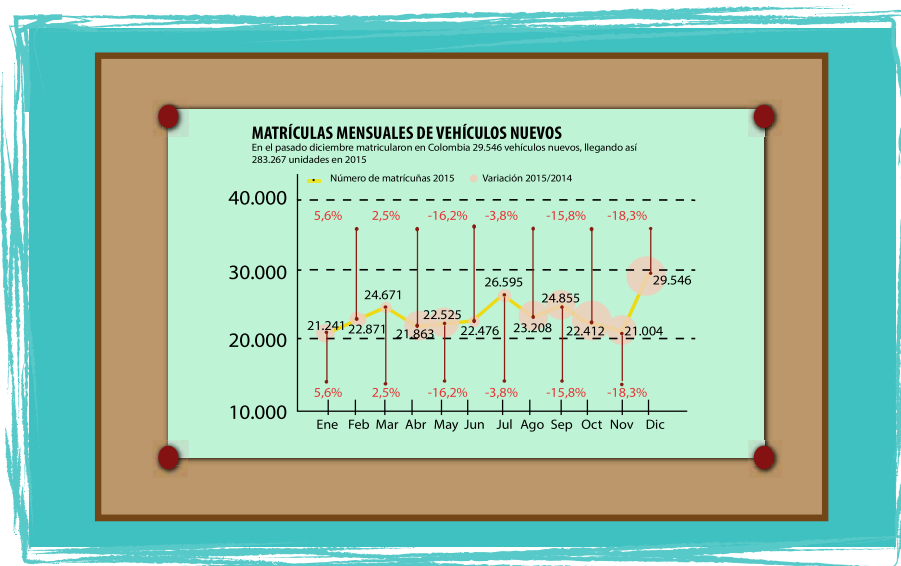 MATRÍCULAS MENSUALES DE VEHÍCULOS NUEVOS
En el pasado diciembre matricularon en Colombia 29.546 vehículos nuevos, llegando así
283.267 unidades en 2015
Número de matrícuñas 2015 Variación 2015/2014
40.000
5,6% 2,5% -16,2% -3,8% -15,8% -18,3%
30.000
29.546
26.595
24.671 24.855
22.525
21.241 22.871 21.863 22.476 23.208 22.412 21.004
20.000
5,6% 2,5% -16,2% -3,8% -15,8% -18,3%
10.000
Ene Feb Mar Abr May Jun Jul Ago Sep Oct Nov Dic